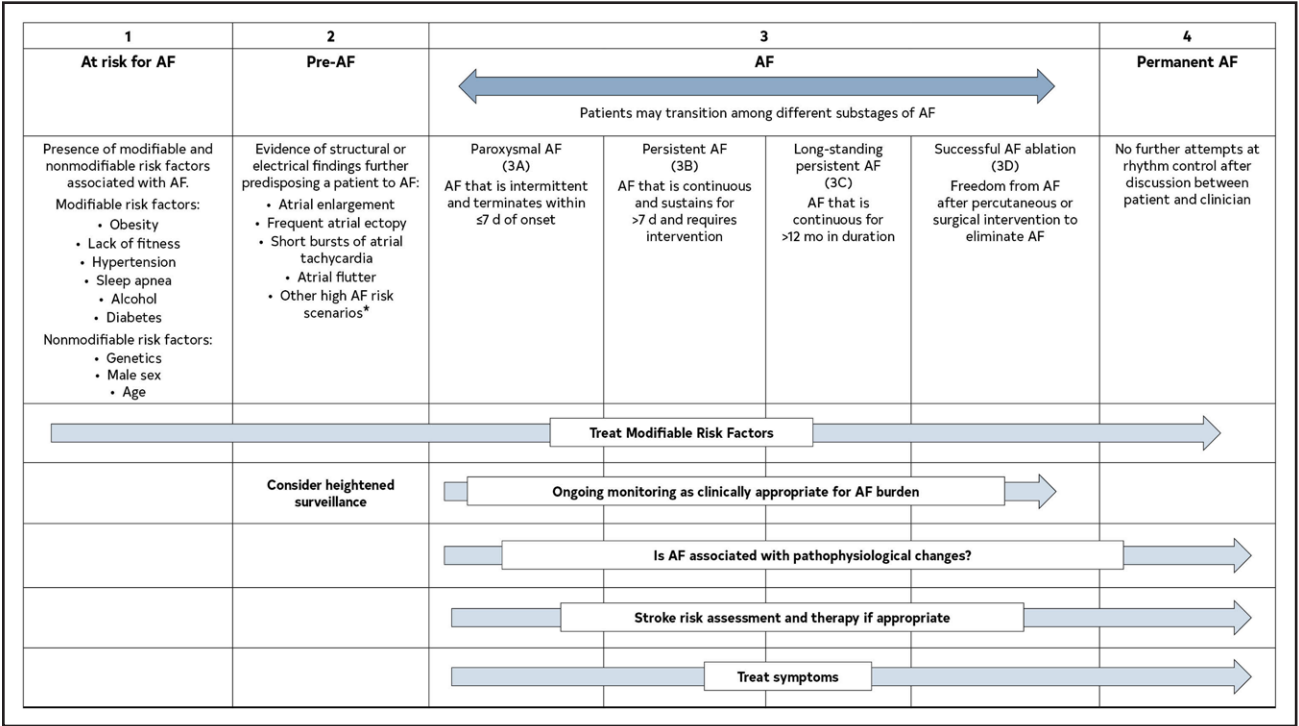 1
2
3
4
At risk for AF
Pre-AF
AF
Permanent AF
Patients may transition among different substages of AF
Presence of modifiable and
nonmodifiable risk factors
associated with AF.
Modifiable risk factors:
• Obesity
• Lack of fitness
• Hypertension
• Sleep apnea
• Alcohol
• Diabetes
Nonmodifiable risk factors:
• Genetics
• Male sex
• Age
Evidence of structural or
electrical findings further
predisposing a patient to AF:
• Atrial enlargement
• Frequent atrial ectopy
• Short bursts of atrial
tachycardia
• Atrial flutter
• Other high AF risk
scenarios*
Paroxysmal AF
(3A)
AF that is intermittent
and terminates within
≤7 d of onset
Persistent AF
(3B)
AF that is continuous
and sustains for
>7 d and requires
intervention
Long-standing
persistent AF
(3C)
AF that is
continuous for
>12 mo in duration
Successful AF ablation
(3D)
Freedom from AF
after percutaneous or
surgical intervention to
eliminate AF
No further attempts at
rhythm control after
discussion between
patient and clinician
Treat Modifiable Risk Factors
Consider heightened
surveillance
Ongoing monitoring as clinically appropriate for AF burden
Is AF associated with pathophysiological changes?
Stroke risk assessment and therapy if appropriate
Treat symptoms